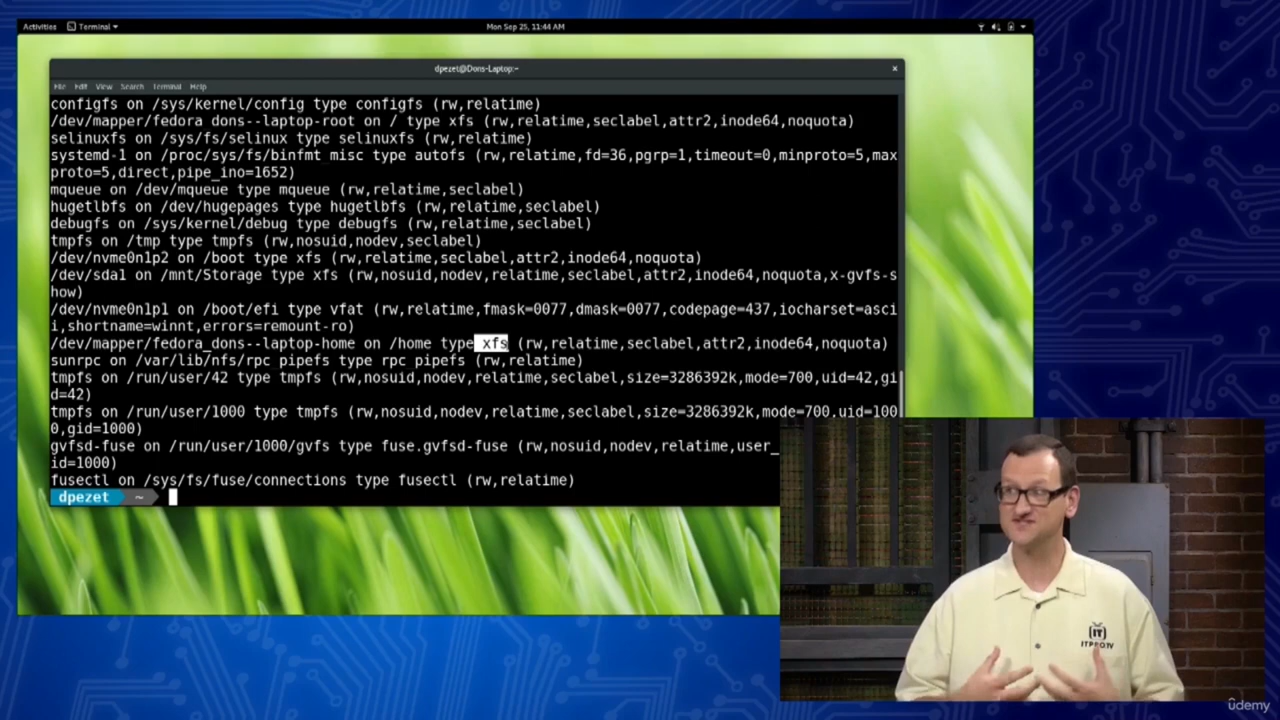 Activities Terminal Mon Sep 25, 11:44 AM
dpezet@Dons-Laptop:~
File Edit View Search Terminal Help
configfs on /sys/kernel/config type configfs (rw,relatime)
/dev/mapper/fedora_dons--laptop-root on / type xfs (rw,relatime,seclabel,attr2,inode64,noquota)
selinuxfs on /sys/fs/selinux type selinuxfs (rw,relatime)
systemd-1 on /proc/sys/fs/binfmt_misc type autofs (rw,relatime,fd=36,pgrp=1,timeout=0,minproto=5,max
proto=5,direct,pipe_ino=1652)
mqueue on /dev/mqueue type mqueue (rw,relatime,seclabel)
hugetlbfs on /dev/hugepages type hugetlbfs (rw,relatime,seclabel)
debugfs on /sys/kernel/debug type debugfs (rw,relatime,seclabel)
tmpfs on /tmp type tmpfs (rw,nosuid,nodev,seclabel)
/dev/nvme0n1p2 on /boot type xfs (rw,relatime,seclabel,attr2,inode64,noquota)
/dev/sda1 on /mnt/Storage type xfs (rw,nosuid,nodev,relatime,seclabel,attr2,inode64,noquota,x-gvfs-s
how)
/dev/nvme0n1p1 on /boot/efi type vfat (rw,relatime,fmask=0077,dmask=0077,codepage=437,iocharset=asci
i,shortname=winnt,errors=remount-ro)
/dev/mapper/fedora_dons--laptop-home on /home type xfs (rw,relatime,seclabel,attr2,inode64,noquota)
sunrpc on /var/lib/nfs/rpc_pipefs type rpc_pipefs (rw,relatime)
tmpfs on /run/user/42 type tmpfs (rw,nosuid,nodev,relatime,seclabel,size=3286392k,mode=700,uid=42,gi
d=42)
tmpfs on /run/user/1000 type tmpfs (rw,nosuid,nodev,relatime,seclabel,size=3286392k,mode=700,uid=100
0,gid=1000)
gvfsd-fuse on /run/user/1000/gvfs type fuse.gvfsd-fuse (rw,nosuid,nodev,relatime,user_
id=1000)
fusectl on /sys/fs/fuse/connections type fusectl (rw,relatime)
dpezet ~
IT
ITPROTV
ûdemy